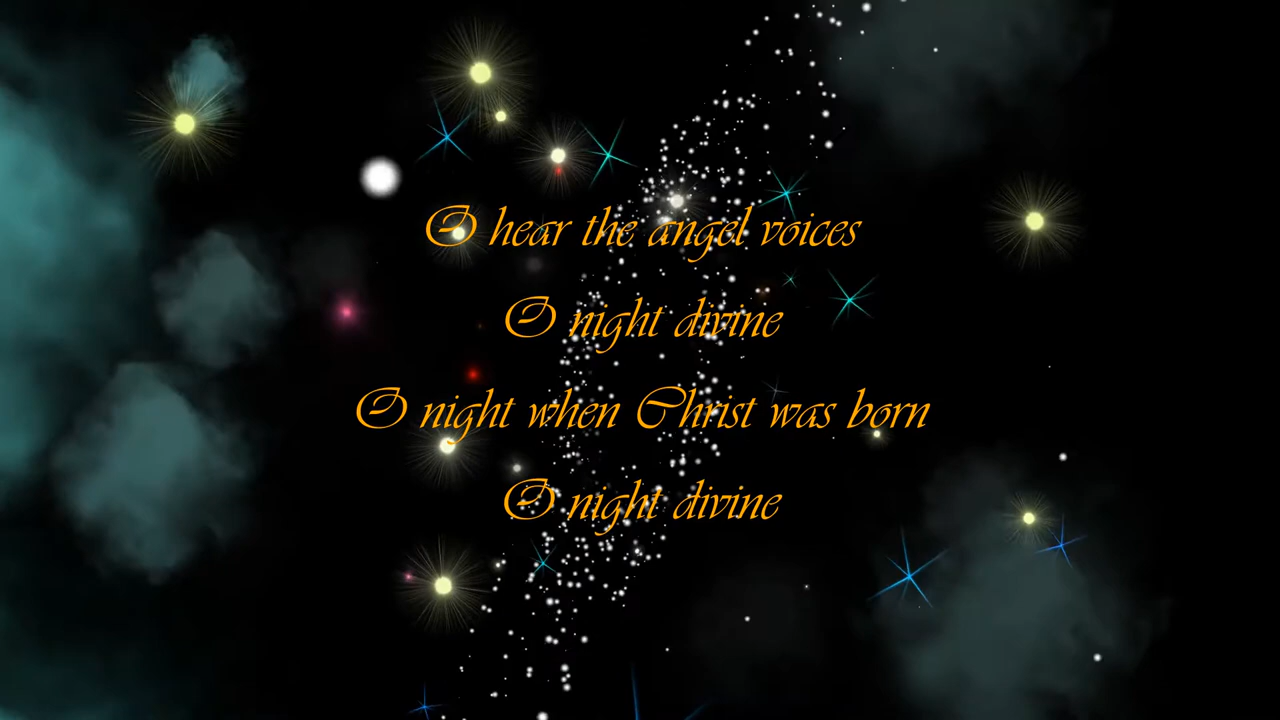 O hear the angel voices
O night divine
O night when Christ was born
O night divine